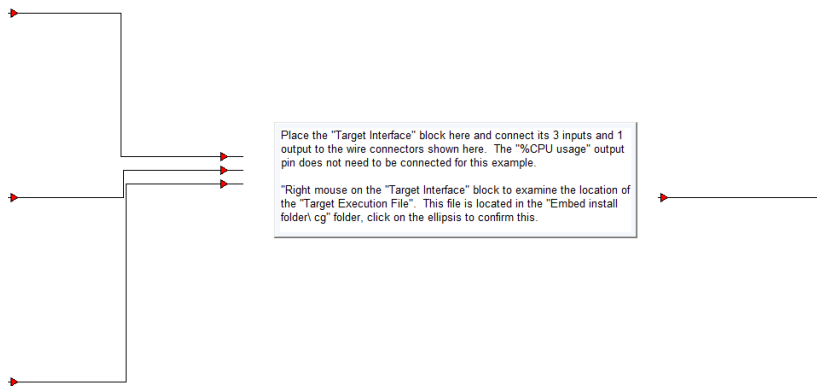 Place the "Target Interface" block here and connect its 3 inputs and 1
output to the wire connectors shown here.  The "%CPU usage" output
pin does not need to be connected for this example.
"Right mouse on the "Target Interface" block to examine the location of
the "Target Execution File".  This file is located in the "Embed install
folder\ cg" folder, click on the ellipsis to confirm this.